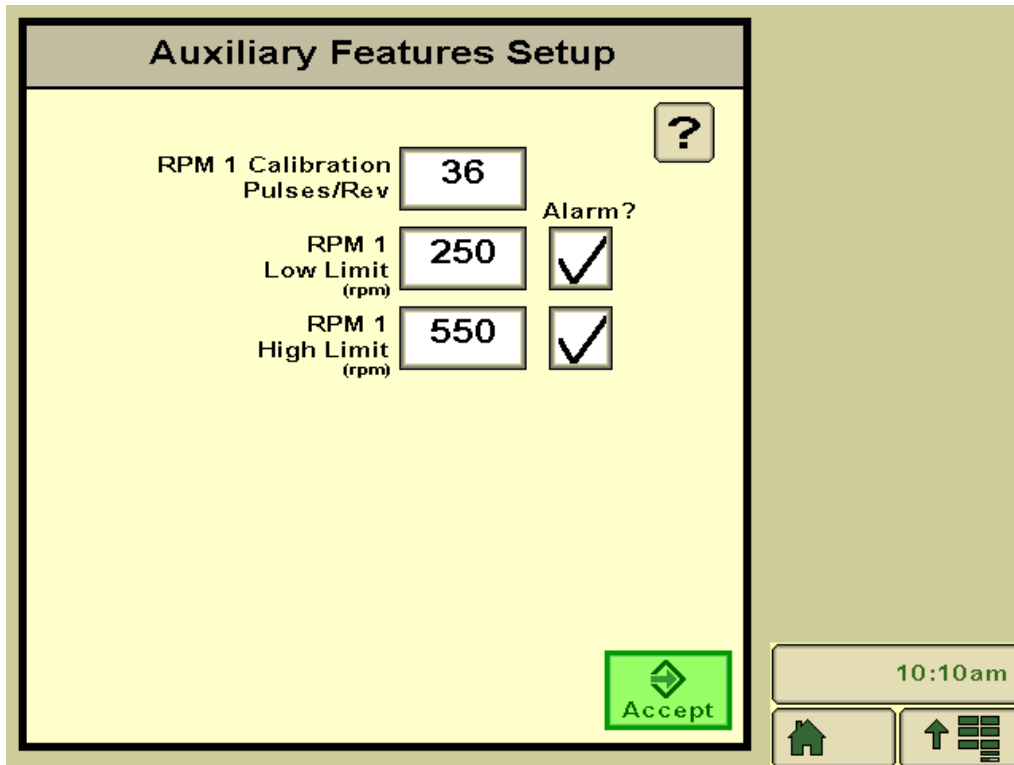 Auxiliary Features Setup
?
RPM 1 Calibration
Pulses/Rev
36
Alarm?
RPM 1
Low Limit
(rpm)
250
RPM 1
High Limit
(rpm)
550
Accept
10:10am